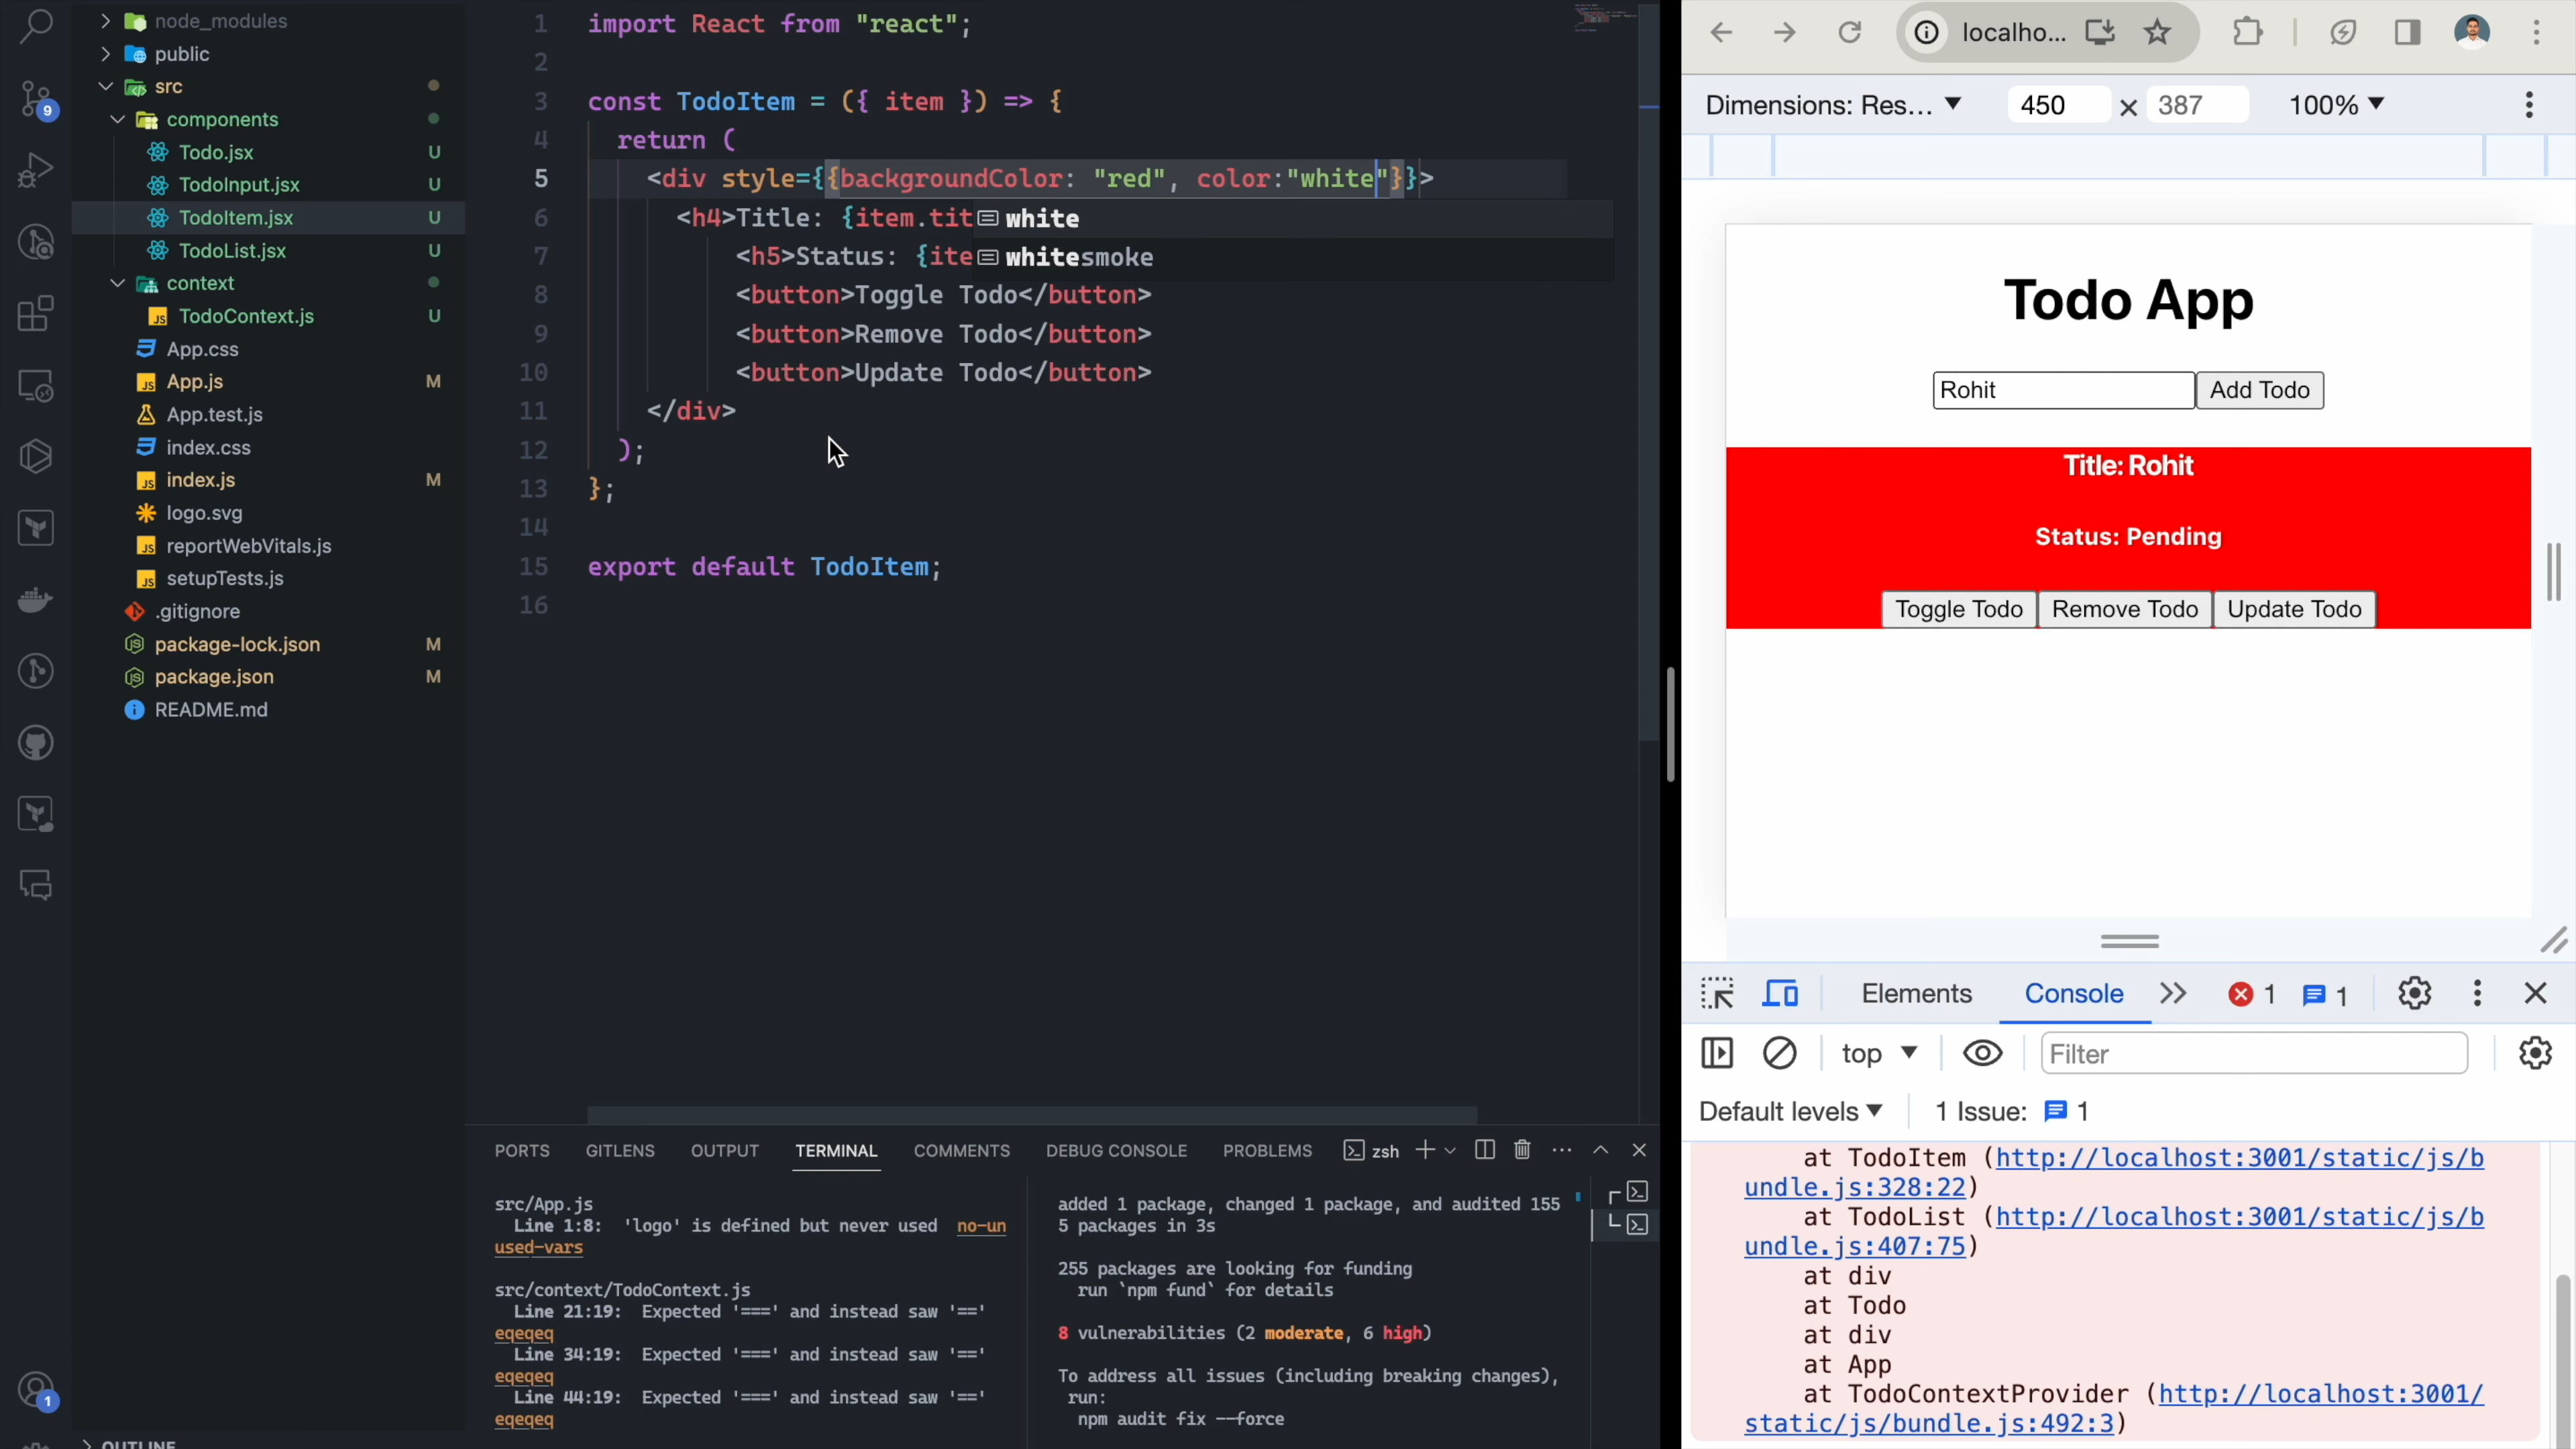 node_modules
public
src
components
Todo.jsx U
TodoInput.jsx U
TodoItem.jsx U
TodoList.jsx U
context
TodoContext.js U
App.css
App.js M
App.test.js
index.css
index.js M
logo.svg
reportWebVitals.js
setupTests.js
.gitignore
package-lock.json M
package.json M
README.md
OUTLINE
9
1
1 import React from "react";
2
3 const TodoItem = ({ item }) => {
4 return (
5 <div style={{backgroundColor: "red", color:"white"}}>
6 <h4>Title: {item.tit
white
7 <h5>Status: {ite
whitesmoke
8 <button>Toggle Todo</button>
9 <button>Remove Todo</button>
10 <button>Update Todo</button>
11 </div>
12 );
13 };
14
15 export default TodoItem;
16
PORTS GITLENS OUTPUT TERMINAL COMMENTS DEBUG CONSOLE PROBLEMS zsh
src/App.js
Line 1:8: 'logo' is defined but never used no-un
used-vars
src/context/TodoContext.js
Line 21:19: Expected '===' and instead saw '=='
eqeqeq
Line 34:19: Expected '===' and instead saw '=='
eqeqeq
Line 44:19: Expected '===' and instead saw '=='
eqeqeq
added 1 package, changed 1 package, and audited 155
5 packages in 3s
255 packages are looking for funding
run `npm fund` for details
8 vulnerabilities (2 moderate, 6 high)
To address all issues (including breaking changes),
run:
npm audit fix --force
localho...
Dimensions: Res... 450 × 387 100%
Todo App
Rohit Add Todo
Title: Rohit
Status: Pending
Toggle Todo Remove Todo Update Todo
Elements Console 1 1
top Filter
Default levels 1 Issue: 1
at TodoItem (http://localhost:3001/static/js/b
undle.js:328:22)
at TodoList (http://localhost:3001/static/js/b
undle.js:407:75)
at div
at Todo
at div
at App
at TodoContextProvider (http://localhost:3001/
static/js/bundle.js:492:3)